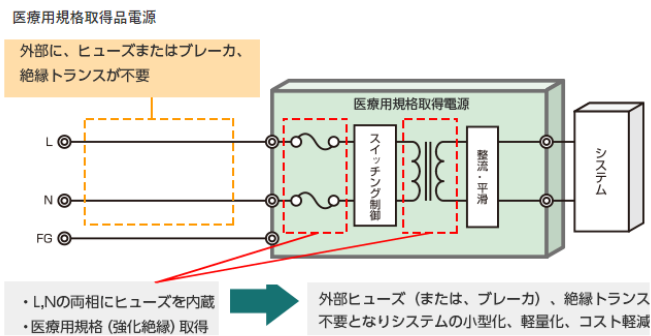 医療用規格取得品電源
外部に、ヒューズまたはブレーカ、
絶縁トランスが不要
医療用規格取得電源
L
N
FG
スイッチング制御
整流・平滑
システム
・L,Nの両相にヒューズを内蔵
・医療用規格（強化絶縁）取得
外部ヒューズ（または、ブレーカ）、絶縁トランス
不要となりシステムの小型化、軽量化、コスト軽減